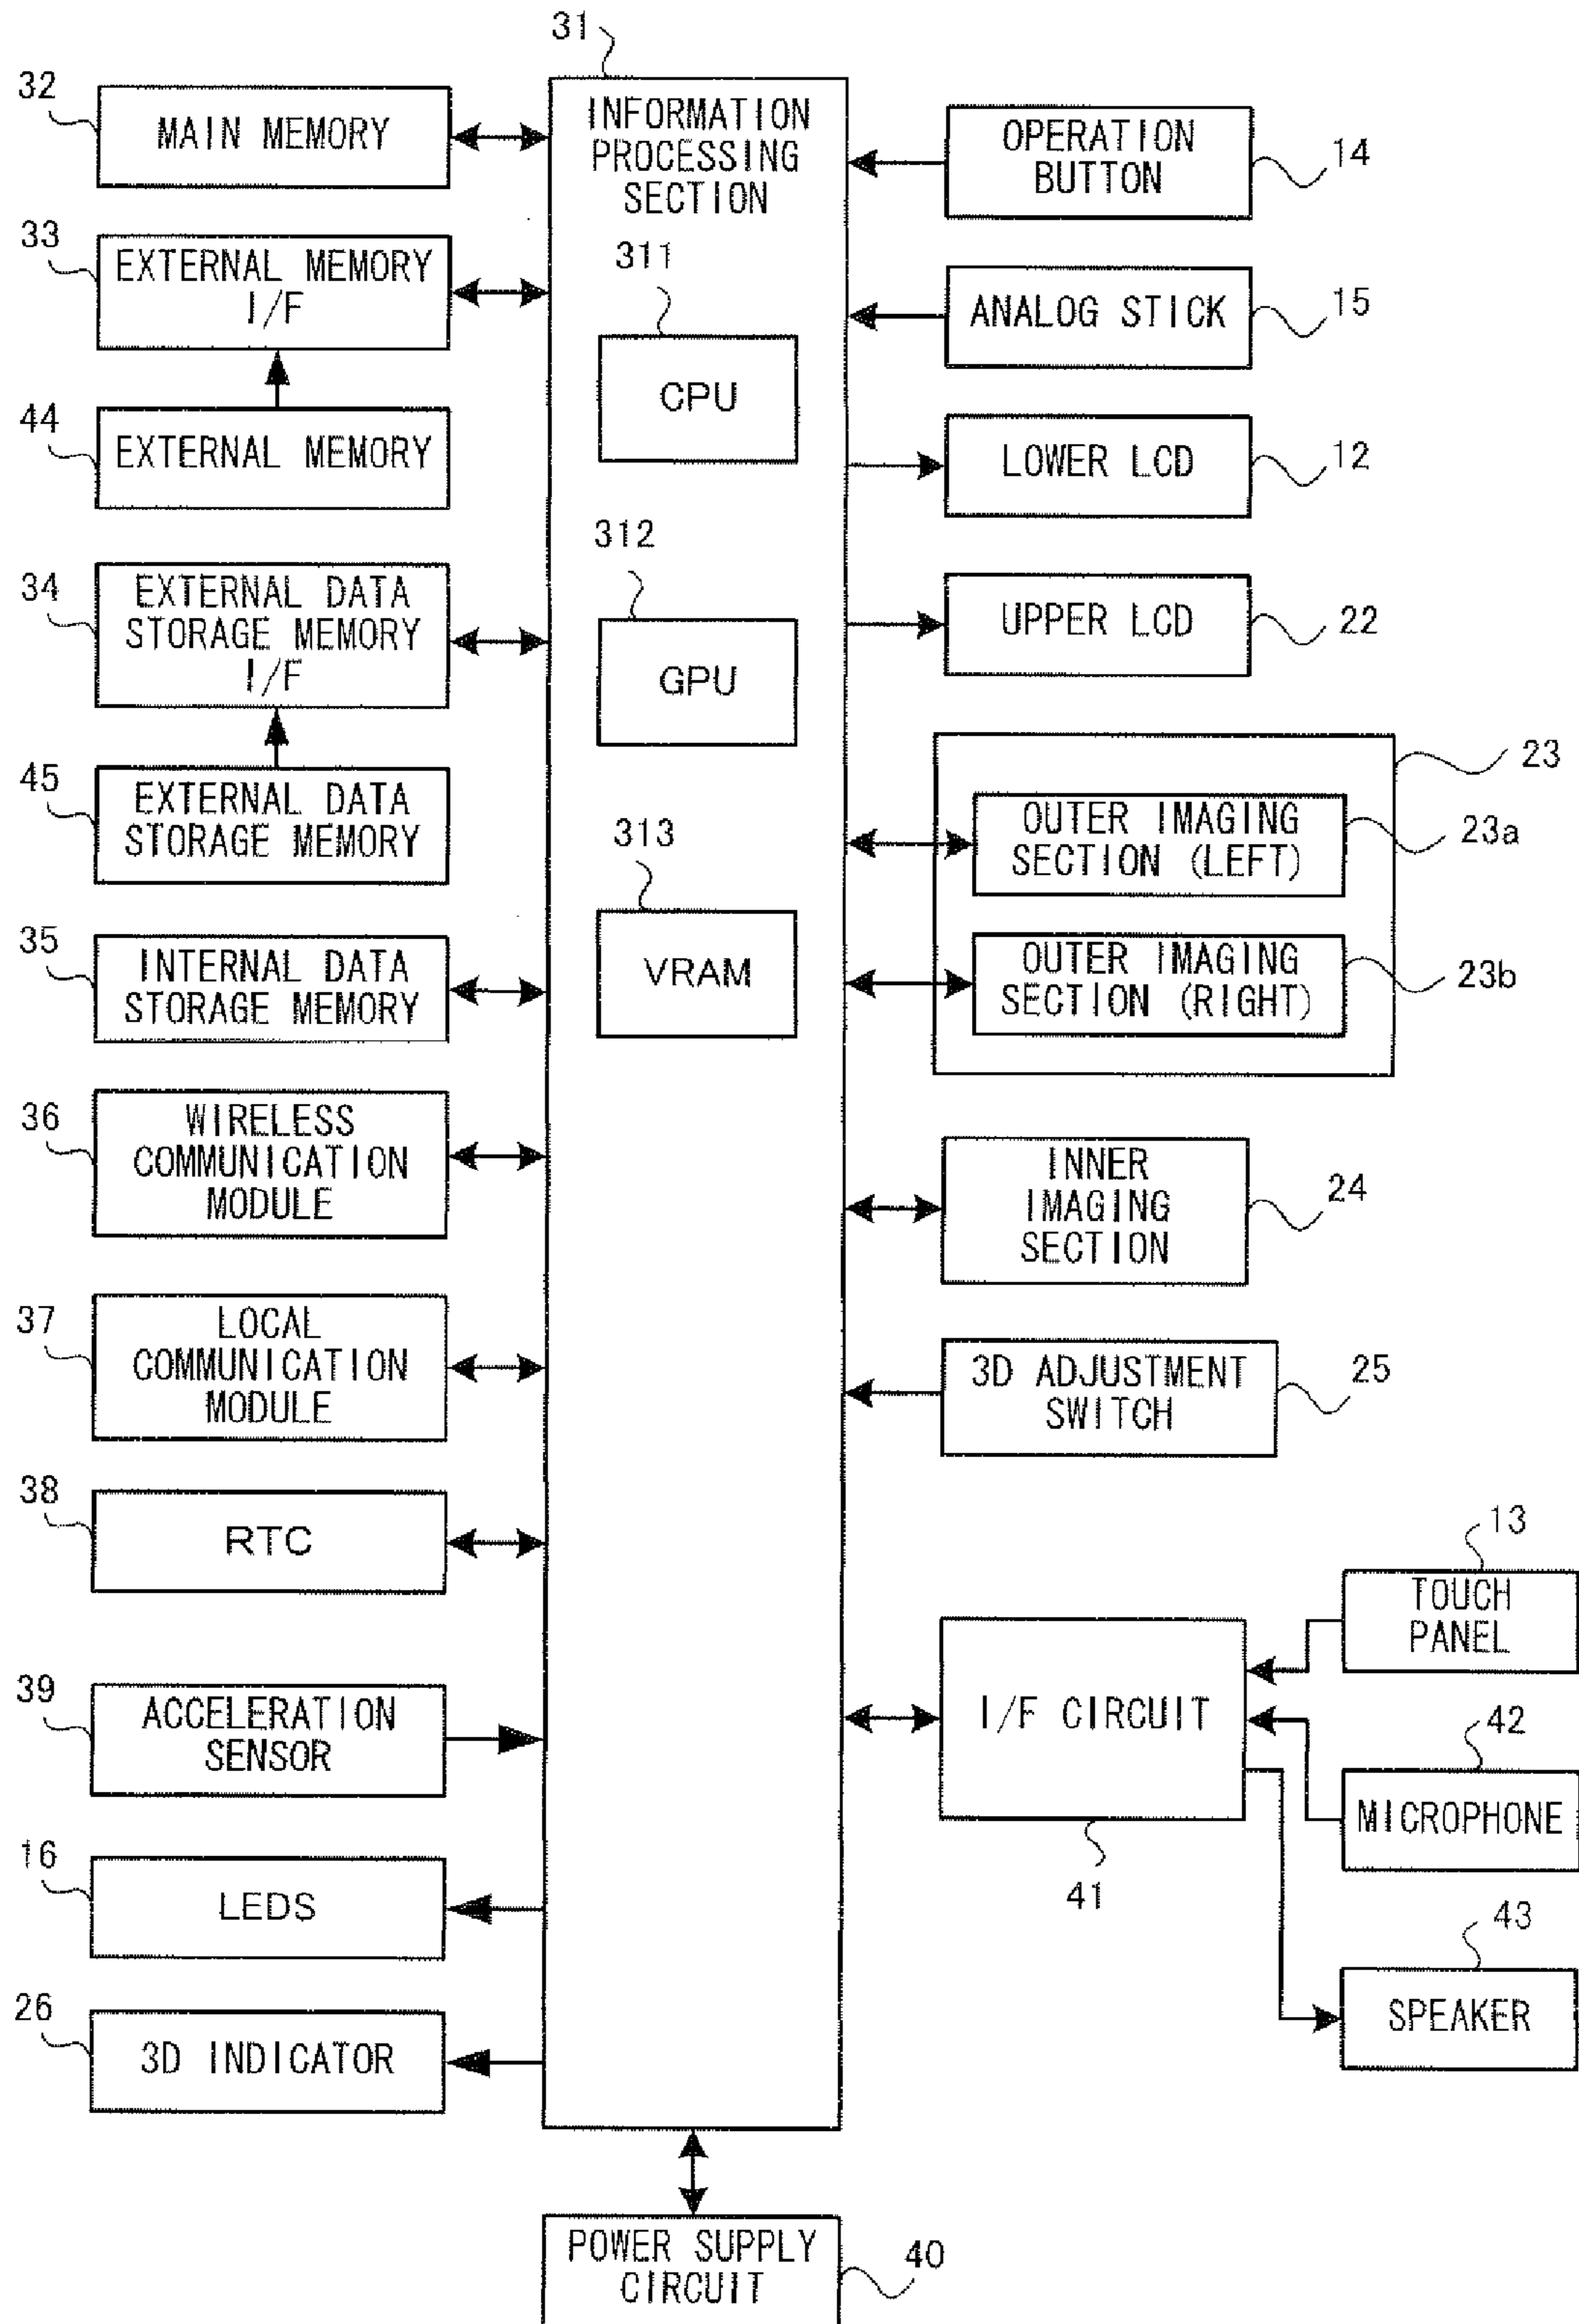 31
32
MAIN MEMORY
33
EXTERNAL MEMORY
I/F
44
EXTERNAL MEMORY
34
EXTERNAL DATA
STORAGE MEMORY
I/F
45
EXTERNAL DATA
STORAGE MEMORY
35
INTERNAL DATA
STORAGE MEMORY
36
WIRELESS
COMMUNICATION
MODULE
37
LOCAL
COMMUNICATION
MODULE
38
RTC
39
ACCELERATION
SENSOR
16
LEDS
26
3D INDICATOR
INFORMATION
PROCESSING
SECTION
311
CPU
312
GPU
313
VRAM
OPERATION
BUTTON
14
ANALOG STICK
15
LOWER LCD
12
UPPER LCD
22
23
OUTER IMAGING
SECTION (LEFT)
23a
OUTER IMAGING
SECTION (RIGHT)
23b
INNER
IMAGING
SECTION
24
3D ADJUSTMENT
SWITCH
25
13
TOUCH
PANEL
I/F CIRCUIT
41
42
MICROPHONE
43
SPEAKER
POWER SUPPLY
CIRCUIT
40